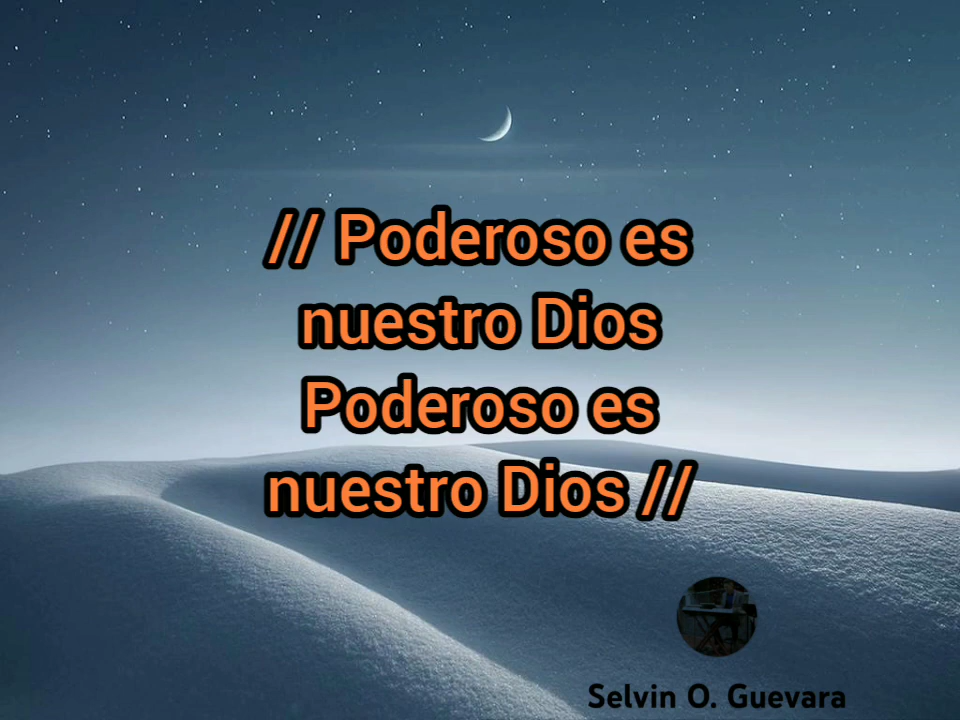 // Poderoso es
nuestro Dios
Poderoso es
nuestro Dios //
Selvin O. Guevara